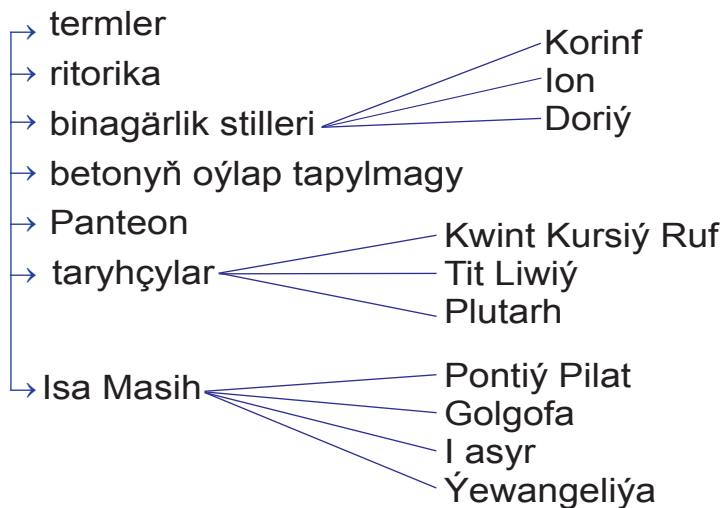 termler
ritorika
binagärlik stilleri
Korinf
Ion
Doriý
betonyň oýlap tapylmagy
Panteon
taryhçylar
Kwint Kursiý Ruf
Tit Liwiý
Plutarh
Isa Masih
Pontiý Pilat
Golgofa
I asyr
Ýewangeliýa